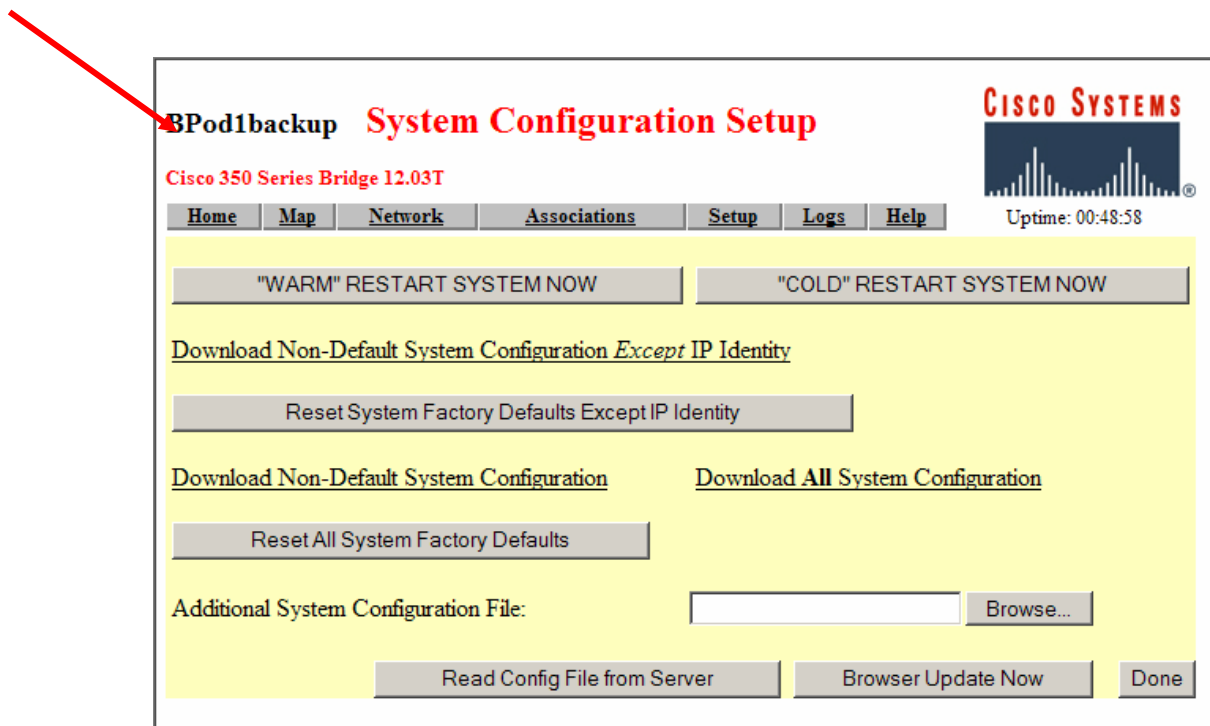 CISCO SYSTEMS
BPod1backup System Configuration Setup
Cisco 350 Series Bridge 12.03T
®
Home Map Network Associations Setup Logs Help Uptime: 00:48:58
"WARM" RESTART SYSTEM NOW "COLD" RESTART SYSTEM NOW
Download Non-Default System Configuration Except IP Identity
Reset System Factory Defaults Except IP Identity
Download Non-Default System Configuration Download All System Configuration
Reset All System Factory Defaults
Additional System Configuration File: Browse...
Read Config File from Server Browser Update Now Done